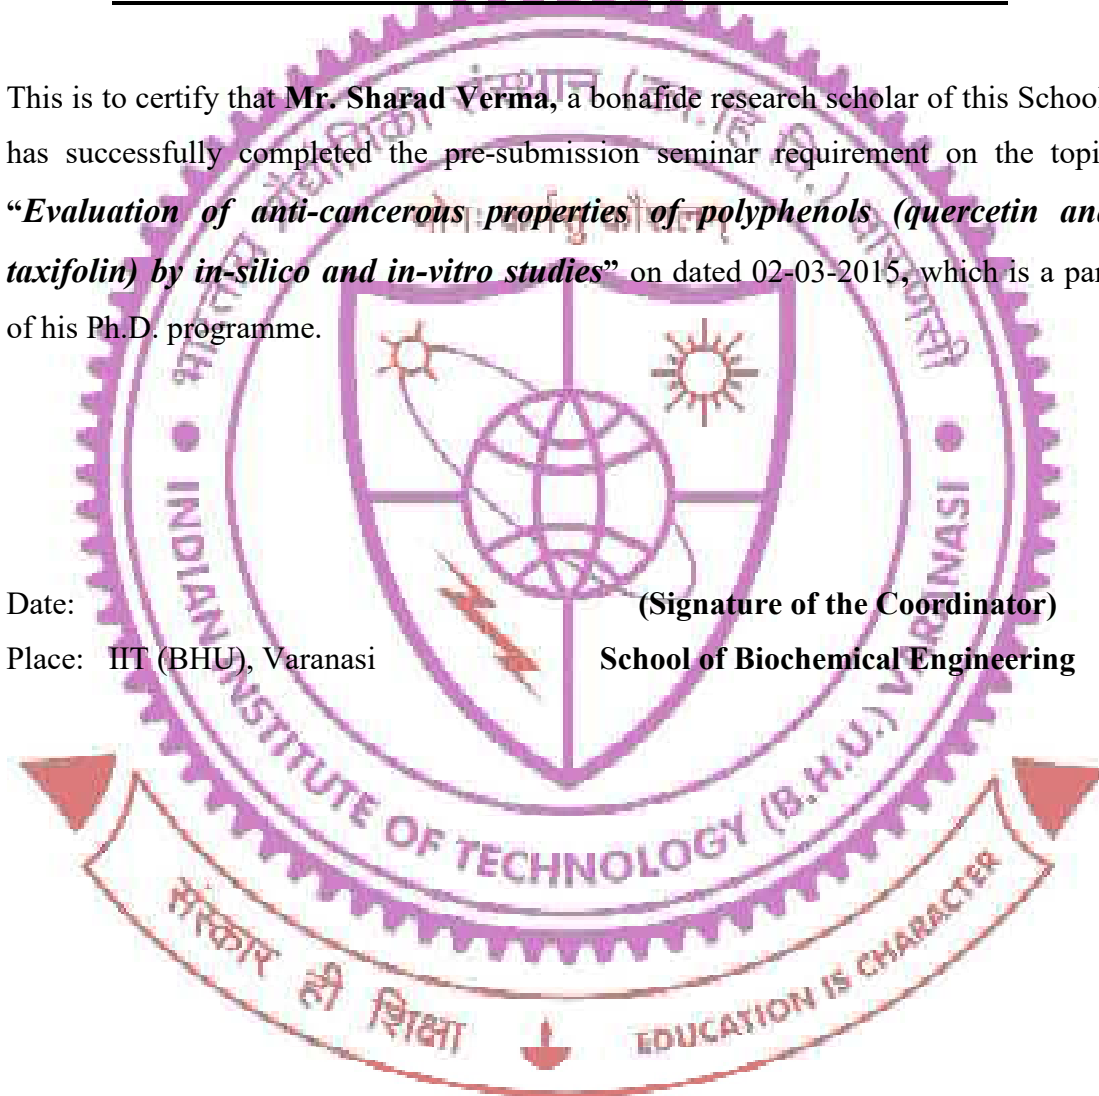 This is to certify that Mr. Sharad Verma, a bonafide research scholar of this School
has successfully completed the pre-submission seminar requirement on the topi
“Evaluation of anti-cancerous properties of polyphenols (quercetin and
taxifolin) by in-silico and in-vitro studies” on dated 02-03-2015, which is a par
of his Ph.D. programme.
Date:
(Signature of the Coordinator)
Place: IIT (BHU), Varanasi
School of Biochemical Engineering
INDIAN INSTITUTE OF TECHNOLOGY (B.H.U.) VARANASI
संस्कार ही शिक्षा
EDUCATION IS CHARACTER